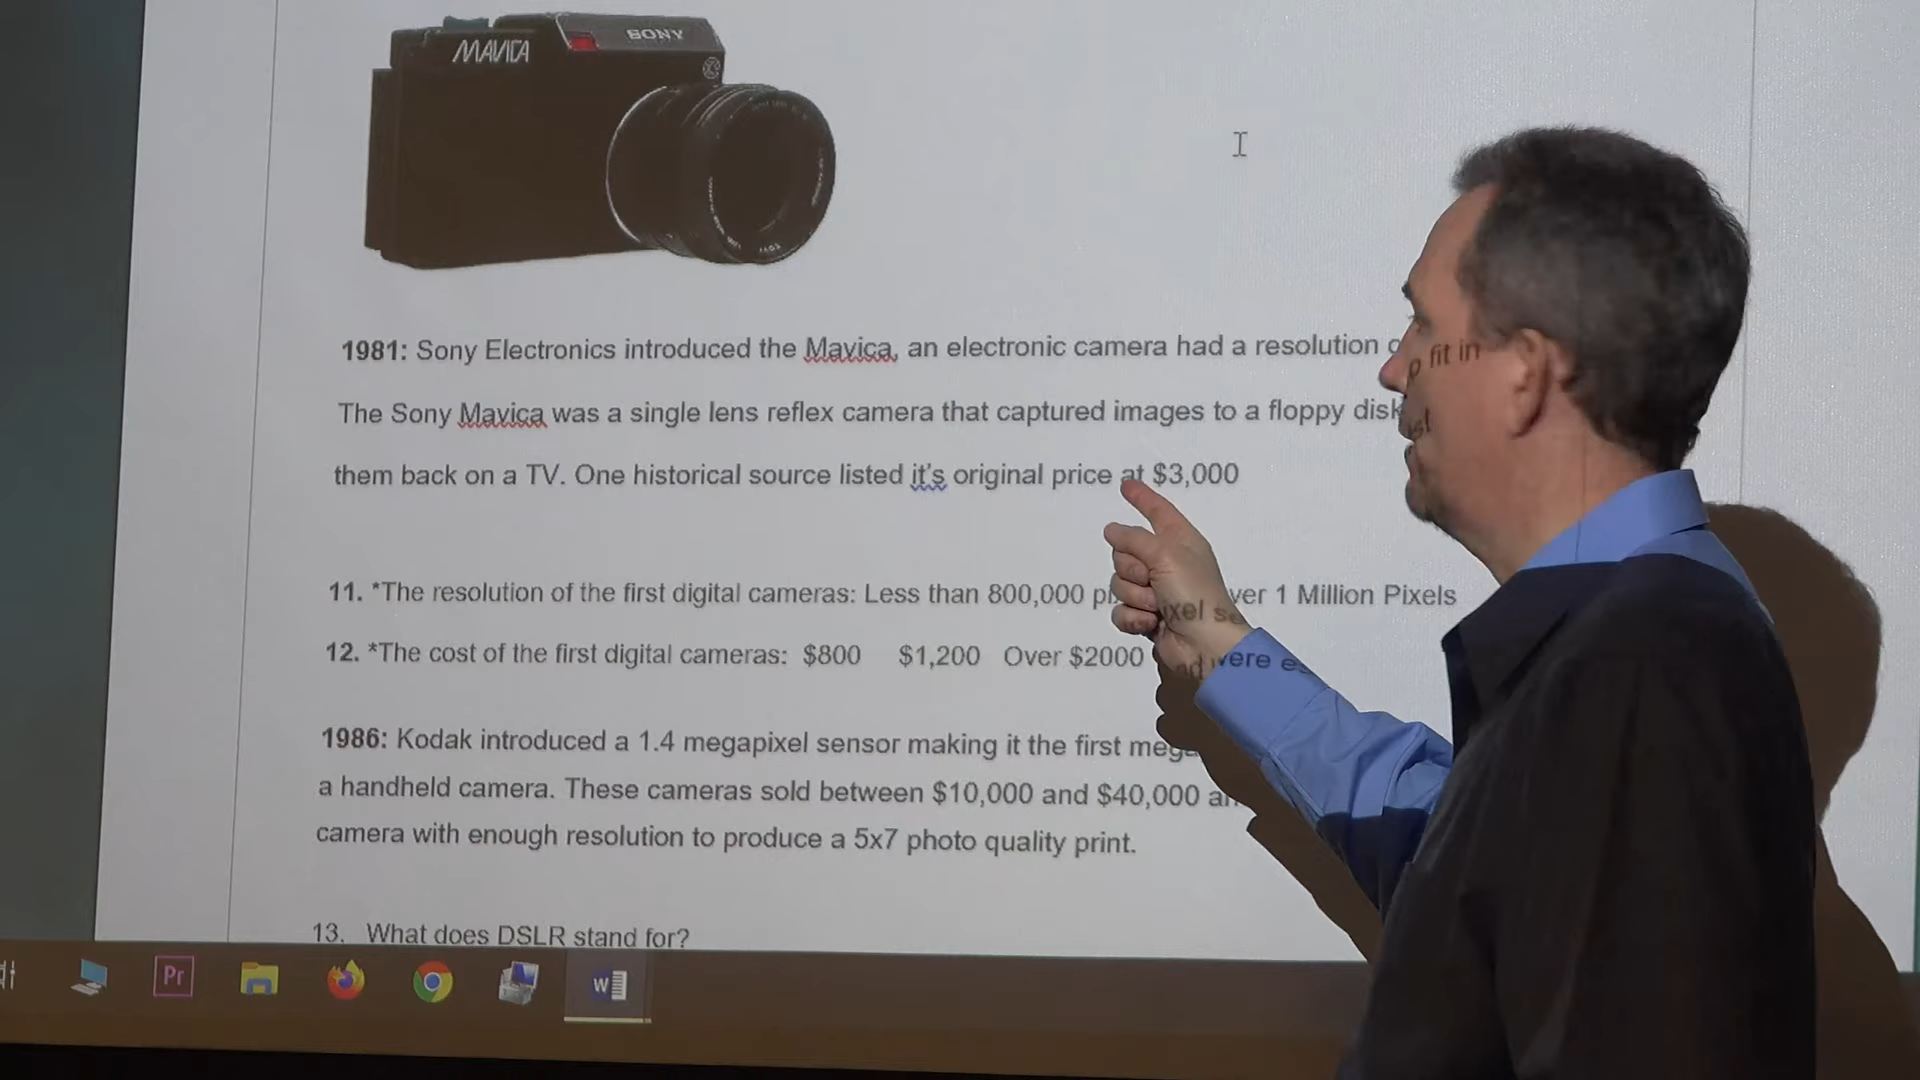 MAVICA
SONY
1981: Sony Electronics introduced the Mavica, an electronic camera had a resolution
fit in
The Sony Mavica was a single lens reflex camera that captured images to a floppy disk
them back on a TV. One historical source listed it's original price at $3,000
11. *The resolution of the first digital cameras: Less than 800,000 ver 1 Million Pixels
12. *The cost of the first digital cameras: $800 $1,200 Over $2000
were
1986: Kodak introduced a 1.4 megapixel sensor making it the first
a handheld camera. These cameras sold between $10,000 and $40,000
camera with enough resolution to produce a 5x7 photo quality print.
13. What does DSLR stand for?
Pr
W